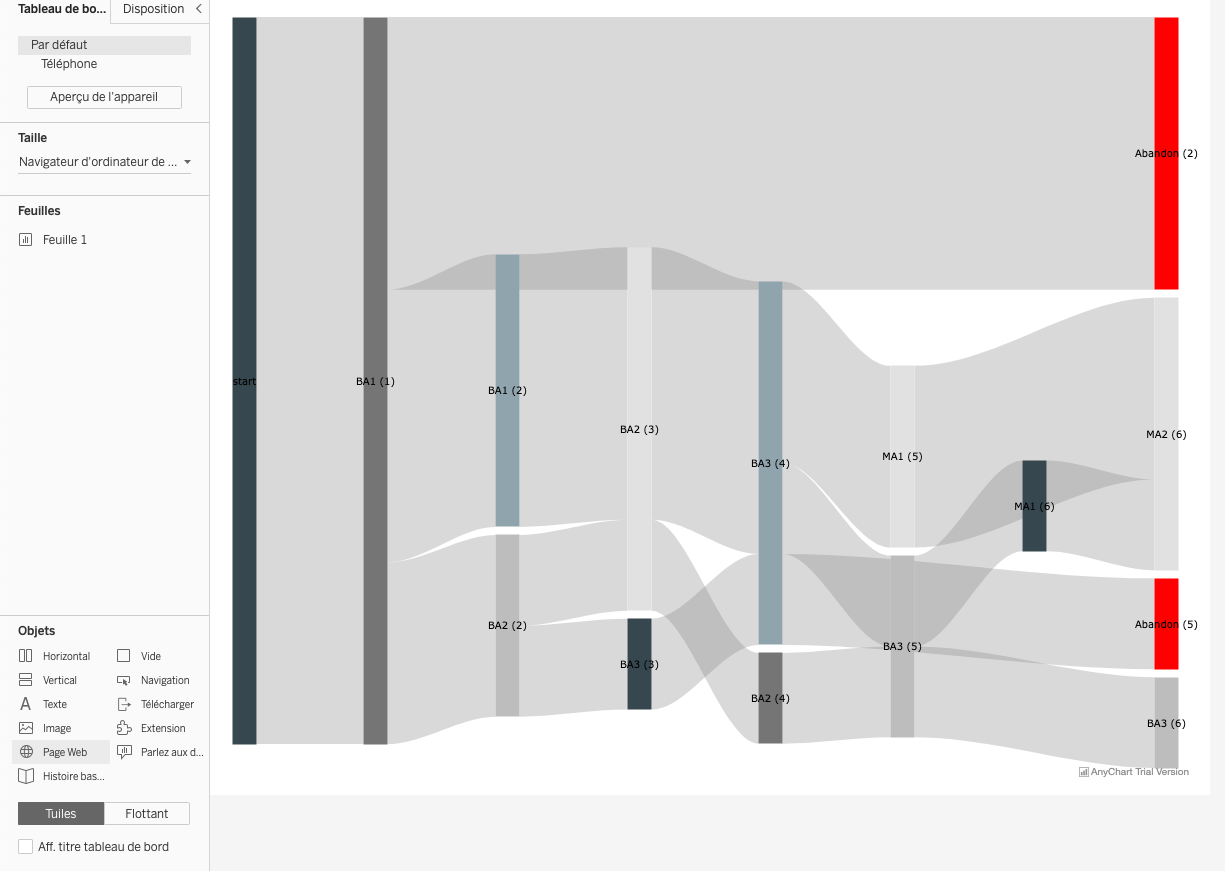 Tableau de bo...
Disposition
Par défaut
Téléphone
Aperçu de l'appareil
Taille
Navigateur d'ordinateur de ...
Feuilles
Feuille 1
Objets
Horizontal
Vide
Vertical
Navigation
Texte
Télécharger
Image
Extension
Page Web
Parlez aux d...
Histoire bas...
Tuiles
Flottant
Aff. titre tableau de bord
start
BA1 (1)
BA1 (2)
BA2 (2)
BA2 (3)
BA3 (3)
BA3 (4)
BA2 (4)
MA1 (5)
BA3 (5)
MA1 (6)
Abandon (2)
MA2 (6)
Abandon (5)
BA3 (6)
AnyChart Trial Version